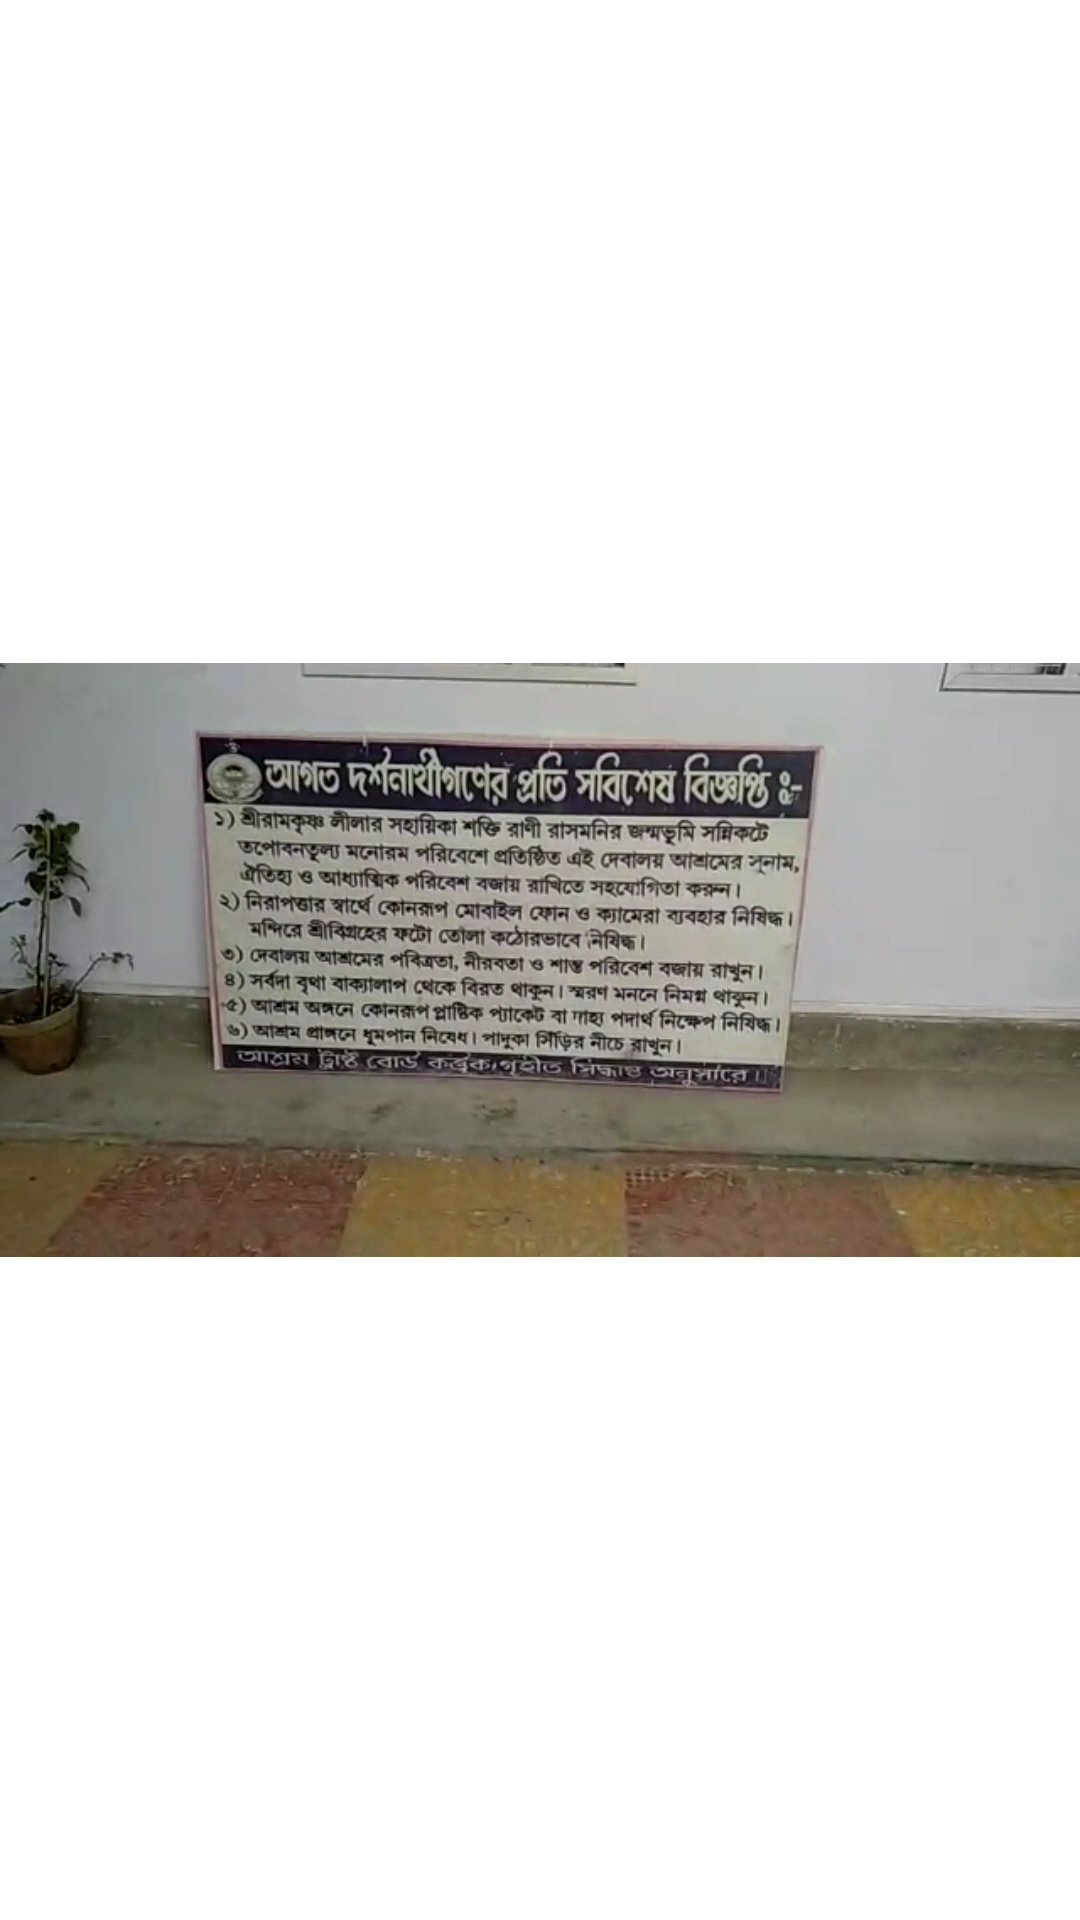 আগত দর্শনার্থীগণের প্রতি সবিশেষ বিজ্ঞপ্তি ঃ-
১) শ্রীরামকৃষ্ণ লীলার সহায়িকা শক্তি রাণী রাসমনির জন্মভূমি সন্নিকটে
তপোবনতুল্য মনোরম পরিবেশে প্রতিষ্ঠিত এই দেবালয় আশ্রমের সুনাম,
ঐতিহ্য ও আধ্যাত্মিক পরিবেশ বজায় রাখিতে সহযোগিতা করুন।
২) নিরাপত্তার স্বার্থে কোনরূপ মোবাইল ফোন ও ক্যামেরা ব্যবহার নিষিদ্ধ।
মন্দিরে শ্রীবিগ্রহের ফটো তোলা কঠোরভাবে নিষিদ্ধ।
৩) দেবালয় আশ্রমের পবিত্রতা, নীরবতা ও শান্ত পরিবেশ বজায় রাখুন।
৪) সর্বদা বৃথা বাক্যালাপ থেকে বিরত থাকুন। স্মরণ মননে নিমগ্ন থাকুন।
৫) আশ্রম অঙ্গনে কোনরূপ প্লাষ্টিক প্যাকেট বা পদার্থ নিক্ষেপ নিষিদ্ধ।
৬) আশ্রম প্রাঙ্গনে ধূমপান নিষেধ। পাদুকা সিঁড়ির নীচে রাখুন।
আশ্রম ট্রাষ্ট বোর্ড কর্তৃক গৃহীত সিদ্ধান্ত অনুসারে।